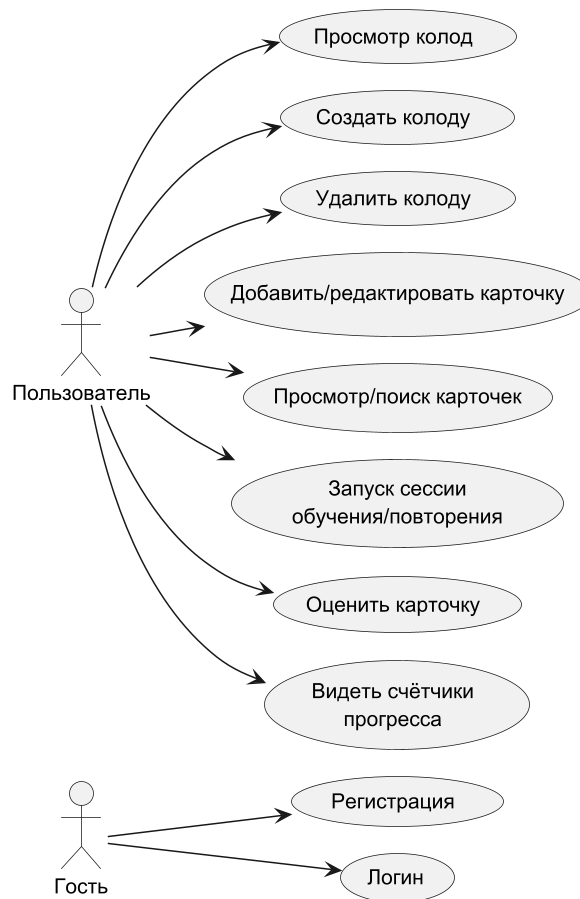 Просмотр колод
Создать колоду
Удалить колоду
Добавить/редактировать карточку
Пользователь
Просмотр/поиск карточек
Запуск сессии
обучения/повторения
Оценить карточку
Видеть счётчики
прогресса
Регистрация
Логин
Гость